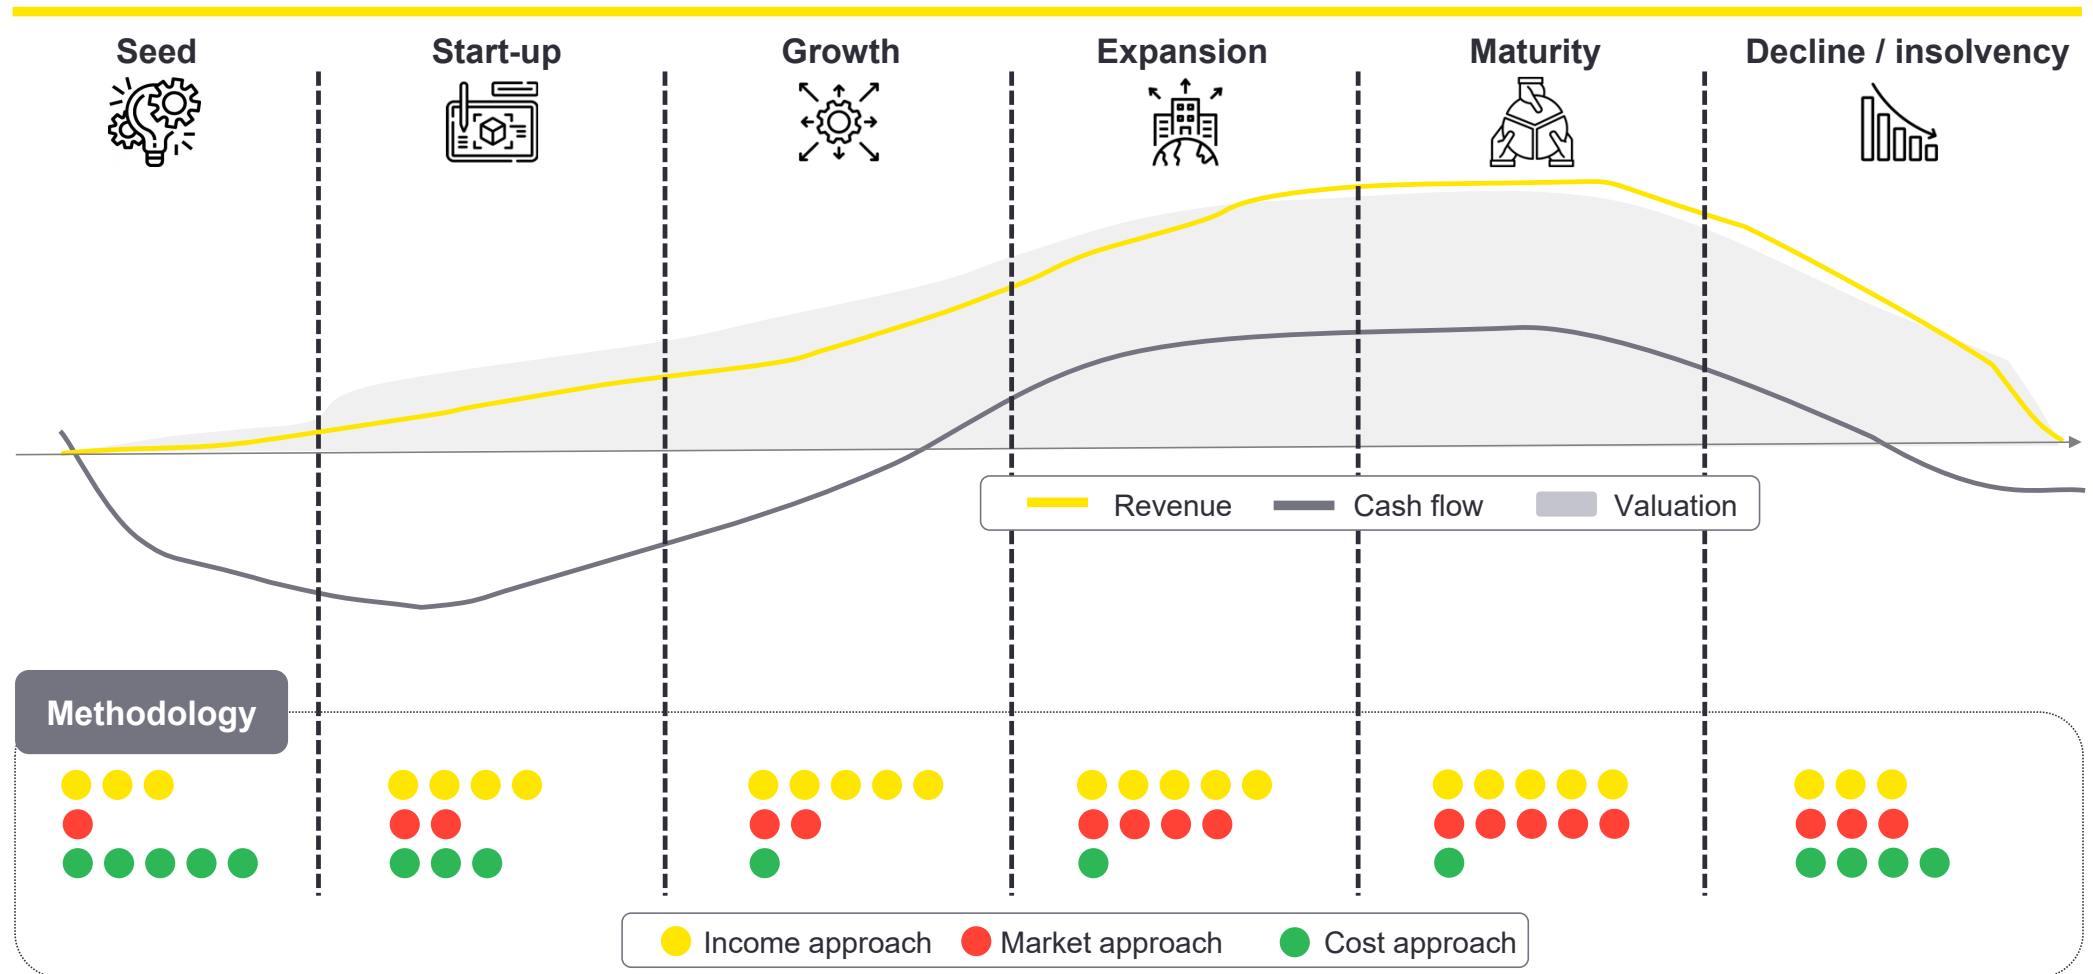 Seed
Start-up
Growth
Expansion
Maturity
Decline / insolvency
Revenue
Cash flow
Valuation
Methodology
Income approach
Market approach
Cost approach